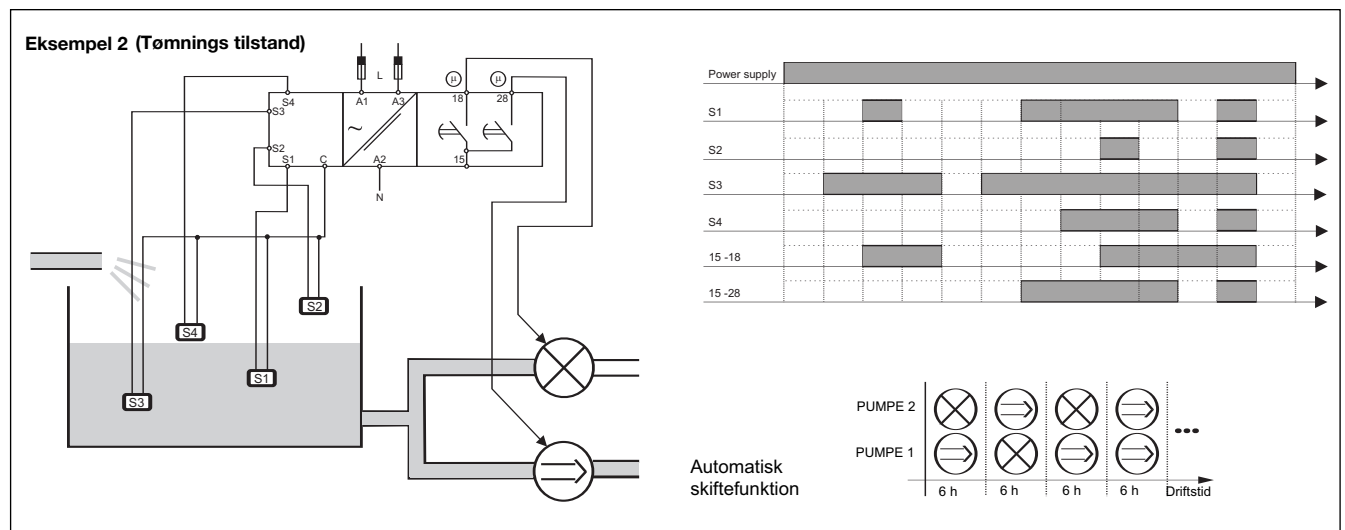 Eksempel 2 (Tømnings tilstand)
L
µ
µ
S4
A1
A3
18
28
S3
~
S2
S1
C
A2
15
N
S2
S4
S1
S3
Power supply
S1
S2
S3
S4
15 -18
15 -28
PUMPE 2
PUMPE 1
...
Automatisk
skiftefunktion
6 h
6 h
6 h
6 h
Driftstid